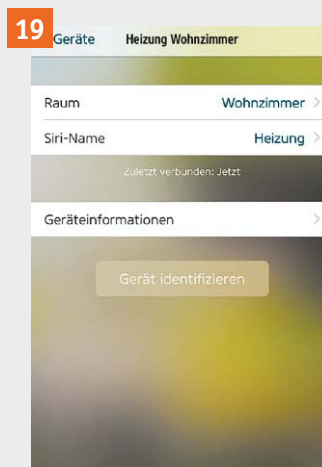 19
Geräte Heizung Wohnzimmer
Raum Wohnzimmer >
Siri-Name Heizung >
Zuletzt verbunden: Jetzt
Geräteinformationen >
Gerät identifizieren